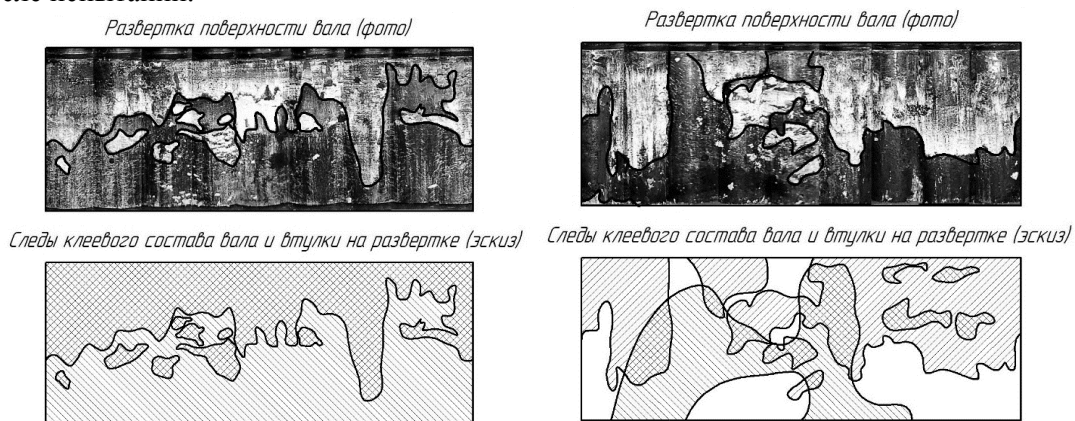 Развертка поверхности вала (фото)
Развертка поверхности вала (фото)
Следы клеевого состава вала и втулки на развертке (эскиз)
Следы клеевого состава вала и втулки на развертке (эскиз)